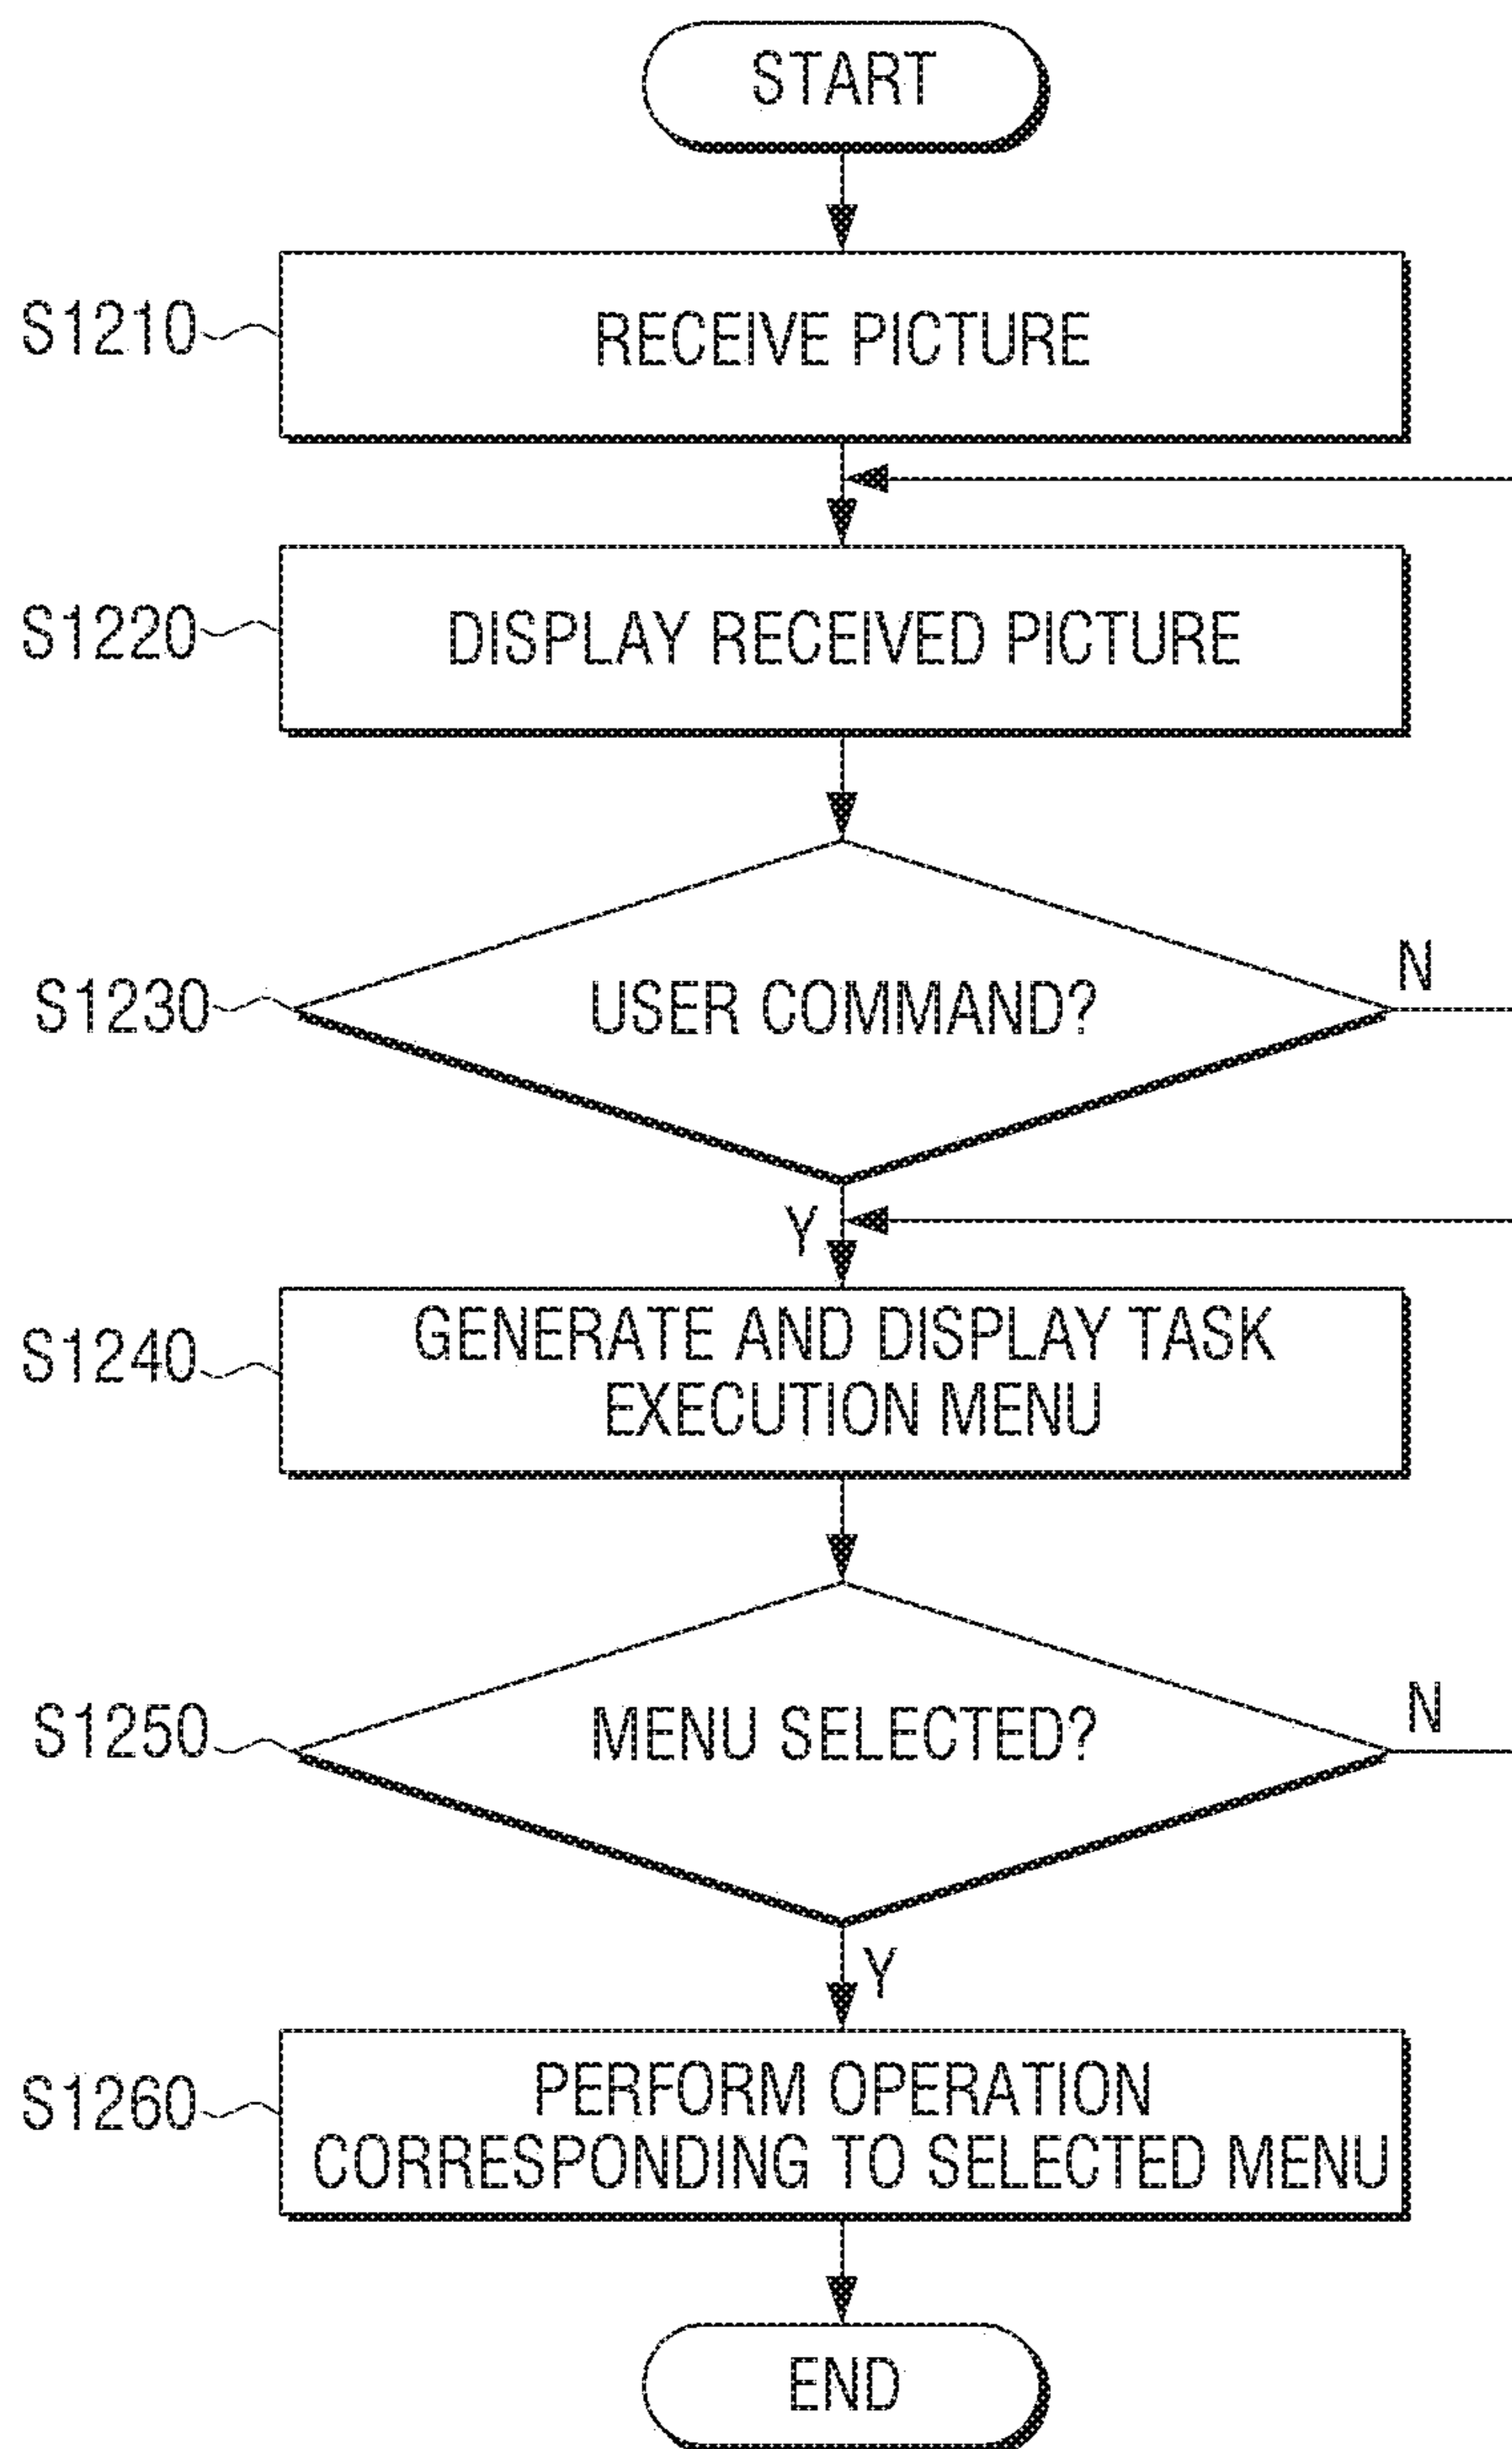 START
S1210
RECEIVE PICTURE
S1220
DISPLAY RECEIVED PICTURE
S1230
USER COMMAND?
N
Y
S1240
GENERATE AND DISPLAY TASK
EXECUTION MENU
S1250
MENU SELECTED?
N
Y
S1260
PERFORM OPERATION
CORRESPONDING TO SELECTED MENU
END